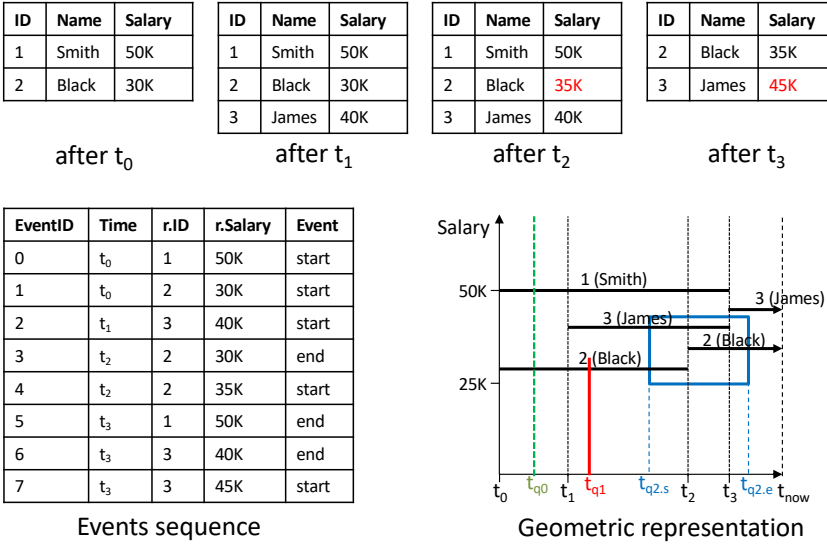 ID Name Salary
1 Smith 50K
2 Black 30K
after t0
ID Name Salary
1 Smith 50K
2 Black 30K
3 James 40K
after t1
ID Name Salary
1 Smith 50K
2 Black 35K
3 James 40K
after t2
ID Name Salary
2 Black 35K
3 James 45K
after t3
EventID Time r.ID r.Salary Event
0 t0 1 50K start
1 t0 2 30K start
2 t1 3 40K start
3 t2 2 30K end
4 t2 2 35K start
5 t3 1 50K end
6 t3 3 40K end
7 t3 3 45K start
Events sequence
Salary
1 (Smith)
50K
3 (James)
3 (James)
2 (Black)
2 (Black)
25K
t0 tq0 t1 tq1 tq2.s t2 t3 tq2.e tnow
Geometric representation